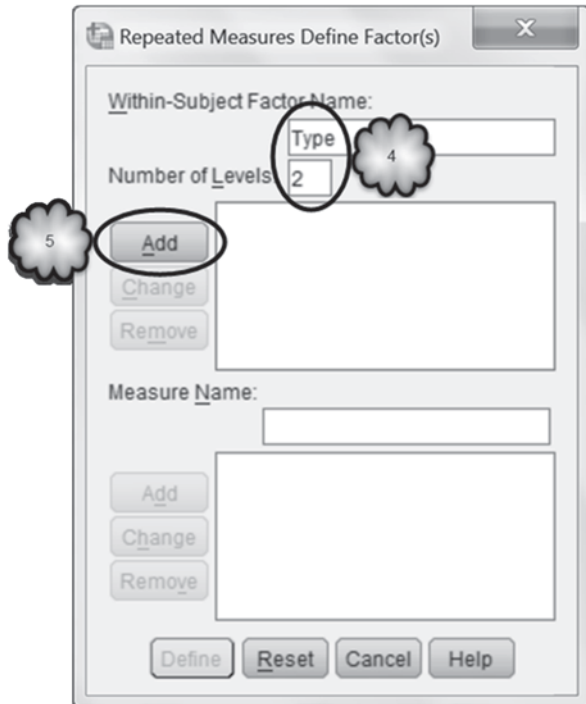 Repeated Measures Define Factor(s)
Within-Subject Factor Name:
Type
4
Number of Levels
2
5
Add
Change
Remove
Measure Name:
Add
Change
Remove
Define Reset Cancel Help